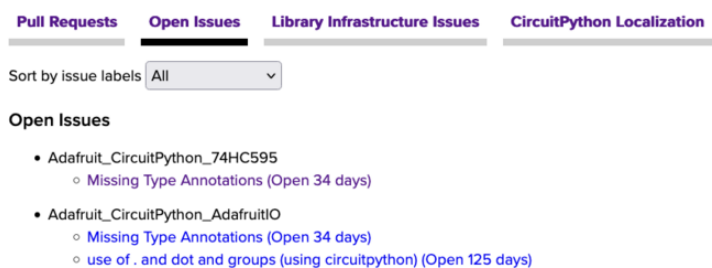 Pull Requests Open Issues Library Infrastructure Issues CircuitPython Localization
Sort by issue labels All
Open Issues
Adafruit_CircuitPython_74HC595
Missing Type Annotations (Open 34 days)
Adafruit_CircuitPython_AdafruitIO
Missing Type Annotations (Open 34 days)
use of . and dot and groups (using circuitpython) (Open 125 days)